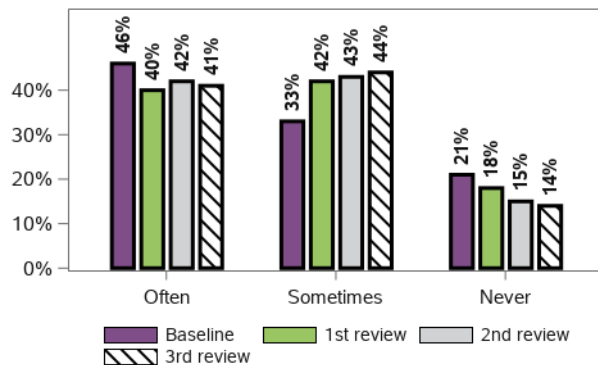 46% 40% 42% 41% 33% 42% 43% 44% 21% 18% 15% 14%
40%
30%
20%
10%
0%
Often Sometimes Never
Baseline 1st review 2nd review
3rd review